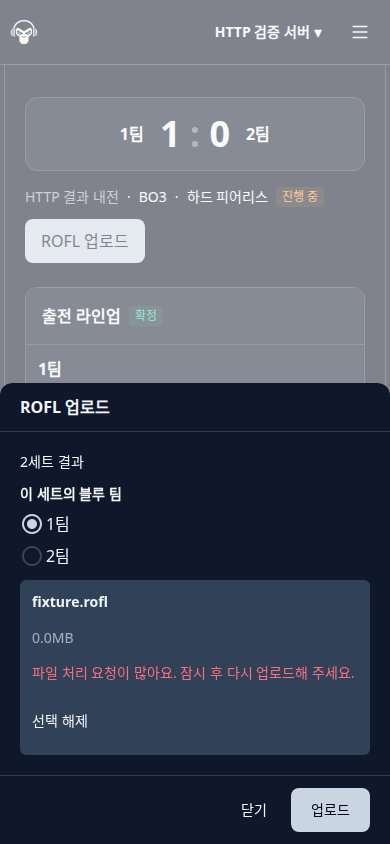 HTTP 검증 서버 ▾
1팀 1 : 0 2팀
HTTP 결과 내전 · BO3 · 하드 피어리스 진행 중
ROFL 업로드
출전 라인업 확정
1팀
ROFL 업로드
2세트 결과
이 세트의 블루 팀
1팀
2팀
fixture.rofl
0.0MB
파일 처리 요청이 많아요. 잠시 후 다시 업로드해 주세요.
선택 해제
닫기 업로드